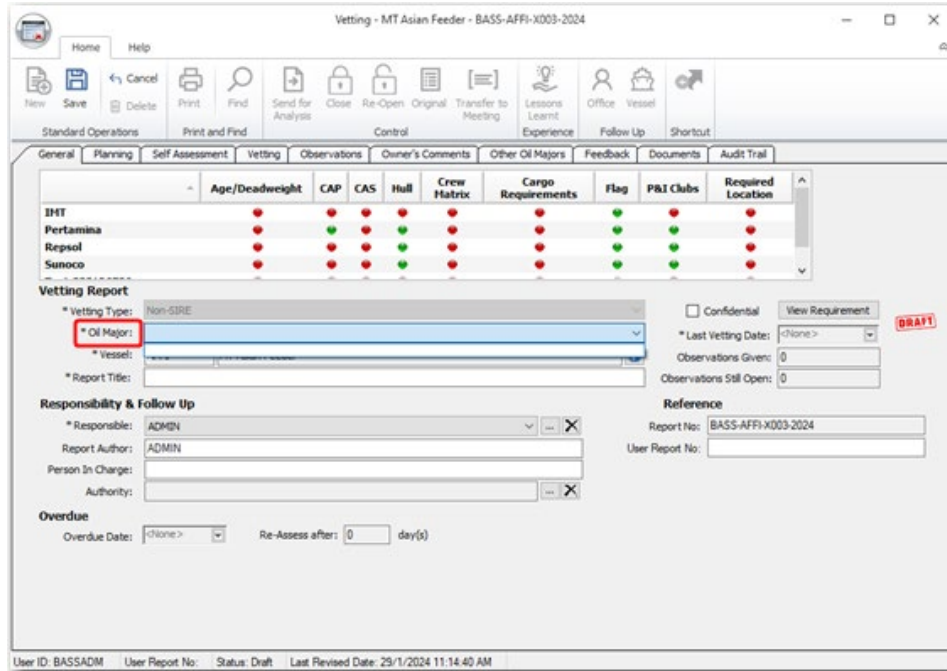 Vetting - MT Asian Feeder - BASS-AFFI-X003-2024
Home Help
New Save Cancel Delete Print Find Send for Analysis Close Re-Open Original Transfer to Meeting Lessons Learnt Office Vessel
Standard Operations Print and Find Control Experience Follow Up Shortcut
General Planning Self Assessment Vetting Observations Owner's Comments Other Oil Majors Feedback Documents Audit Trail
Age/Deadweight CAP CAS Hull Crew Matrix Cargo Requirements Flag P&I Clubs Required Location
IMT
Pertamina
Repsol
Sunoco
Vetting Report
* Vetting Type: Non-SIRE Confidential View Requirement
DRAFT
* Oil Major: * Last Vetting Date: <None>
* Vessel: Observations Given: 0
* Report Title: Observations Still Open: 0
Responsibility & Follow Up Reference
* Responsible: ADMIN ... Report No: BASS-AFFI-X003-2024
Report Author: ADMIN User Report No:
Person In Charge:
Authority: ...
Overdue
Overdue Date: <None> Re-Assess after: 0 day(s)
User ID: BASSADM User Report No: Status: Draft Last Revised Date: 29/1/2024 11:14:40 AM